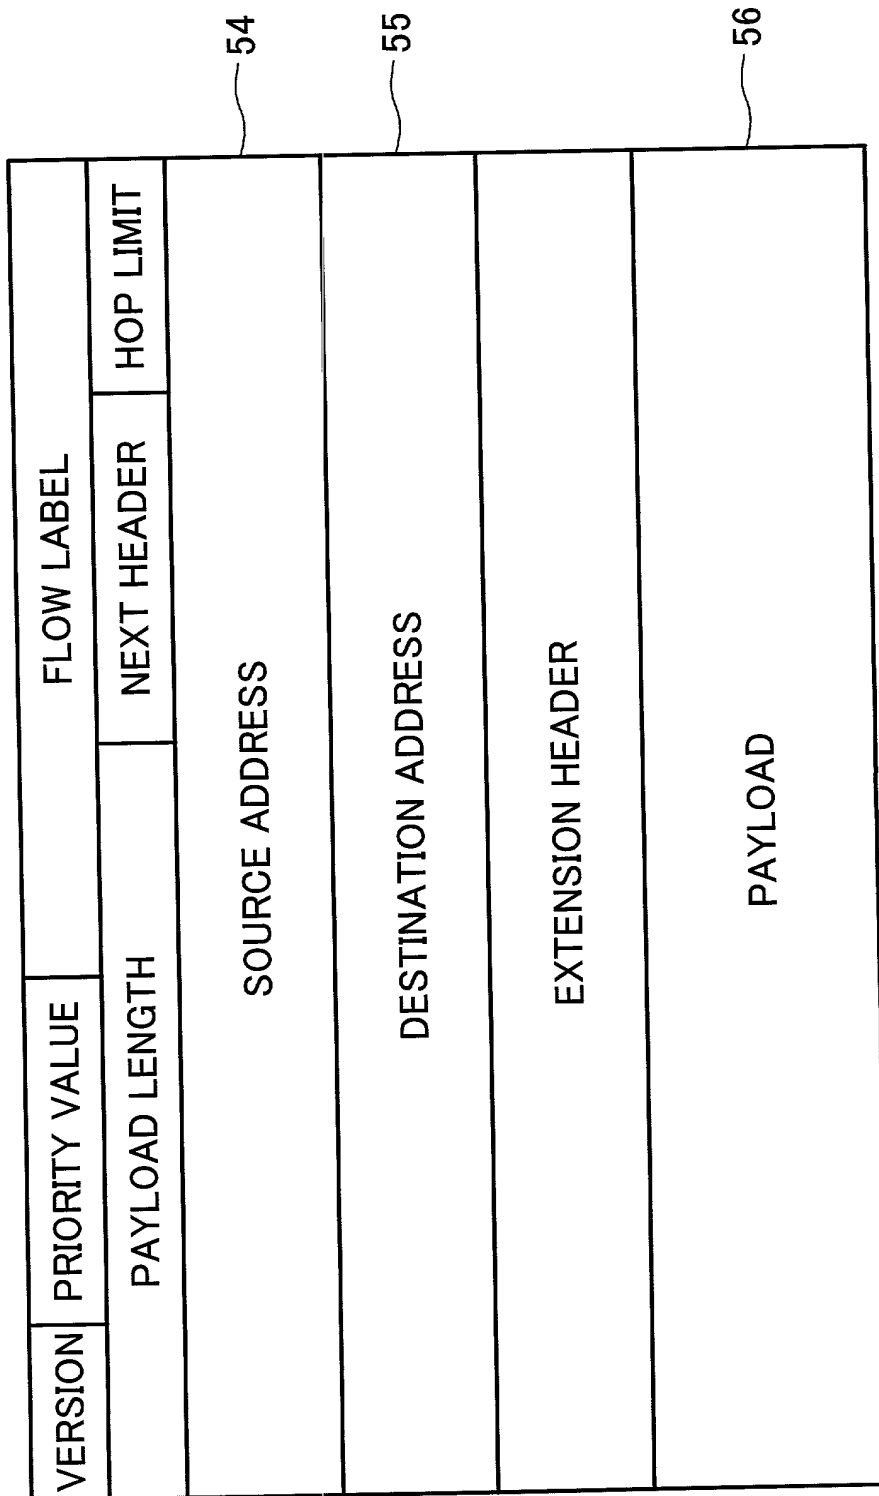 VERSION PRIORITY VALUE FLOW LABEL
PAYLOAD LENGTH NEXT HEADER HOP LIMIT
SOURCE ADDRESS 54
DESTINATION ADDRESS 55
EXTENSION HEADER
PAYLOAD 56